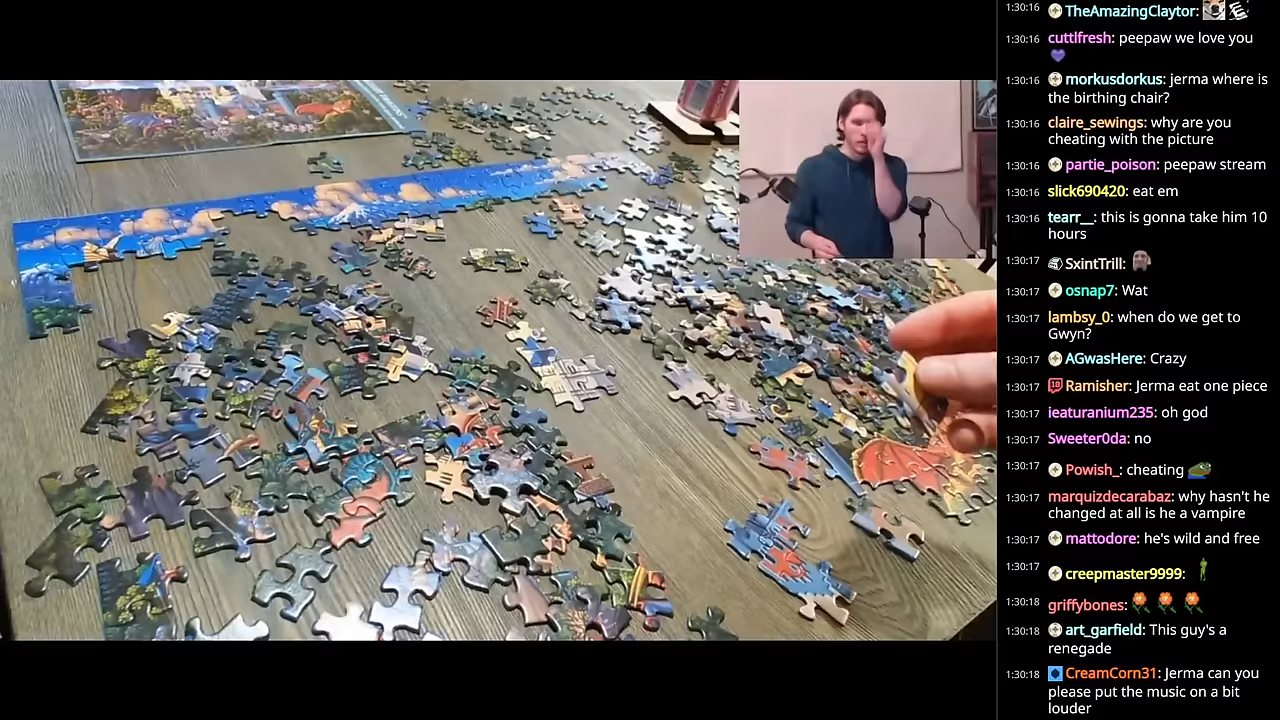 1:30:16 TheAmazingClaytor:
1:30:16 cuttlfresh: peepaw we love you
1:30:16 morkusdorkus: jerma where is
the birthing chair?
1:30:16 claire_sewings: why are you
cheating with the picture
1:30:16 partie_poison: peepaw stream
1:30:16 slick690420: eat em
1:30:16 tearr__: this is gonna take him 10
hours
1:30:17 SxintTrill:
1:30:17 osnap7: Wat
1:30:17 lambsy_0: when do we get to
Gwyn?
1:30:17 AGwasHere: Crazy
1:30:17 Ramisher: Jerma eat one piece
1:30:17 ieaturanium235: oh god
1:30:17 Sweeter0da: no
1:30:17 Powish_: cheating
1:30:17 marquizdecarabaz: why hasn't he
changed at all is he a vampire
1:30:17 mattodore: he's wild and free
1:30:17 creepmaster9999:
1:30:18 griffybones:
1:30:18 art_garfield: This guy's a
renegade
1:30:18 CreamCorn31: Jerma can you
please put the music on a bit
louder